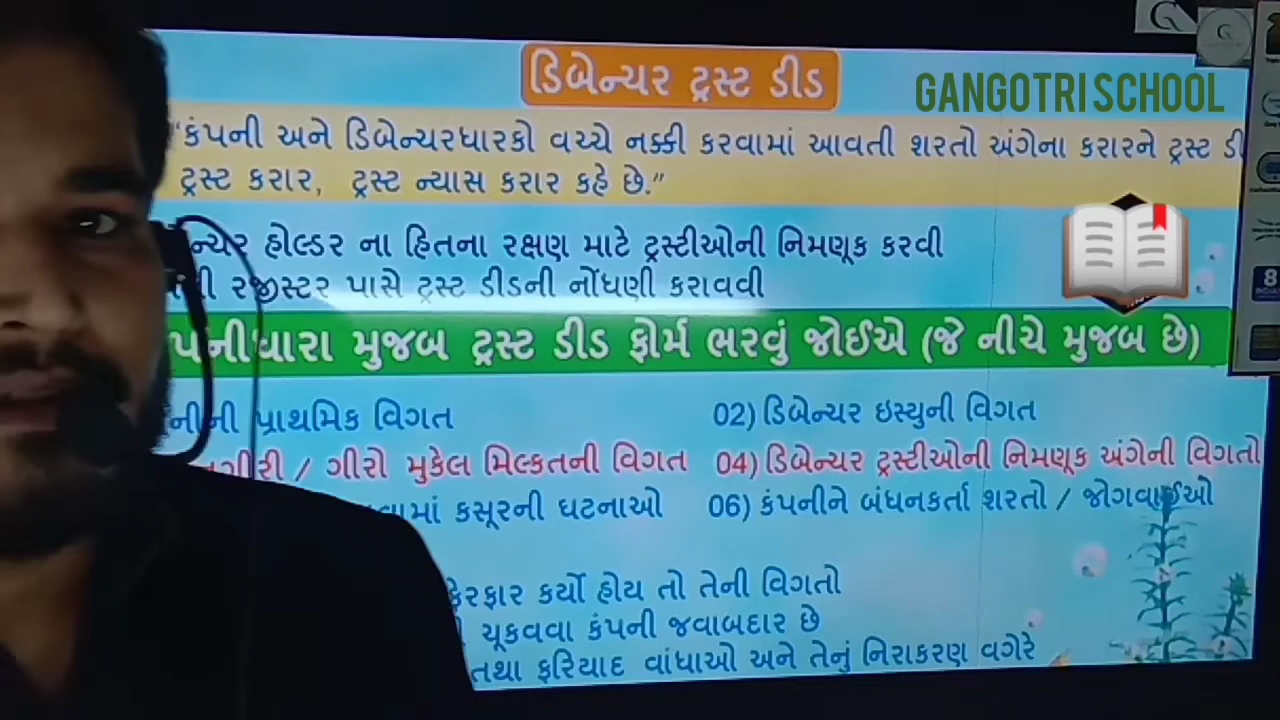 ડિબેન્ચર ટ્રસ્ટ ડીડ
GANGOTRI SCHOOL
"કંપની અને ડિબેન્ચરધારકો વચ્ચે નક્કી કરવામાં આવતી શરતો અંગેના કરારને ટ્રસ્ટ
ટ્રસ્ટ કરાર, ટ્રસ્ટ ન્યાસ કરાર કહે છે."
હોલ્ડર ના હિતના રક્ષણ માટે ટ્રસ્ટીઓની નિમણૂક કરવી
રજીસ્ટર પાસે ટ્રસ્ટ ડીડની નોંધણી કરાવવી
મુજબ ટ્રસ્ટ ડીડ ફોર્મ ભરવું જોઈએ (જે નીચે મુજબ છે)
પ્રાથમિક વિગત
02) ડિબેન્ચર ઇસ્યુની વિગત
/ ગીરો મુકેલ મિલ્કતની વિગત
04) ડિબેન્ચર ટ્રસ્ટીઓની નિમણૂક અંગેની વિગતો
કસૂરની ઘટનાઓ
06) કંપનીને બંધનકર્તા શરતો / જોગવાઈઓ
ફેરફાર કર્યો હોય તો તેની વિગતો
ચૂકવવા કંપની જવાબદાર છે
તથા ફરિયાદ વાંધાઓ અને તેનું નિરાકરણ વગેરે
8